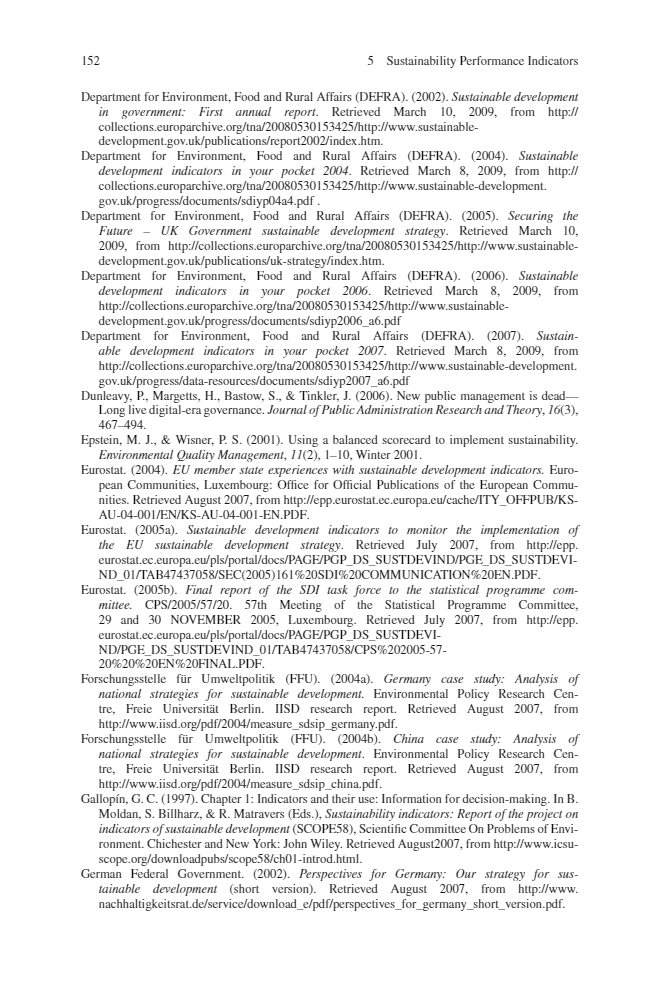 152
5 Sustainability Performance Indicators
Department for Environment, Food and Rural Affairs (DEFRA). (2002). Sustainable development
in government: First annual report. Retrieved March 10, 2009, from http://
collections.europarchive.org/tna/20080530153425/http://www.sustainable-
development.gov.uk/publications/report2002/index.htm.
Department for Environment, Food and Rural Affairs (DEFRA). (2004). Sustainable
development indicators in your pocket 2004. Retrieved March 8, 2009, from http://
collections.europarchive.org/tna/20080530153425/http://www.sustainable-development.
gov.uk/progress/documents/sdiyp04a4.pdf .
Department for Environment, Food and Rural Affairs (DEFRA). (2005). Securing the
Future – UK Government sustainable development strategy. Retrieved March 10,
2009, from http://collections.europarchive.org/tna/20080530153425/http://www.sustainable-
development.gov.uk/publications/uk-strategy/index.htm.
Department for Environment, Food and Rural Affairs (DEFRA). (2006). Sustainable
development indicators in your pocket 2006. Retrieved March 8, 2009, from
http://collections.europarchive.org/tna/20080530153425/http://www.sustainable-
development.gov.uk/progress/documents/sdiyp2006_a6.pdf
Department for Environment, Food and Rural Affairs (DEFRA). (2007). Sustain-
able development indicators in your pocket 2007. Retrieved March 8, 2009, from
http://collections.europarchive.org/tna/20080530153425/http://www.sustainable-development.
gov.uk/progress/data-resources/documents/sdiyp2007_a6.pdf
Dunleavy, P., Margetts, H., Bastow, S., & Tinkler, J. (2006). New public management is dead—
Long live digital-era governance. Journal of Public Administration Research and Theory, 16(3),
467–494.
Epstein, M. J., & Wisner, P. S. (2001). Using a balanced scorecard to implement sustainability.
Environmental Quality Management, 11(2), 1–10, Winter 2001.
Eurostat. (2004). EU member state experiences with sustainable development indicators. Euro-
pean Communities, Luxembourg: Office for Official Publications of the European Commu-
nities. Retrieved August 2007, from http://epp.eurostat.ec.europa.eu/cache/ITY_OFFPUB/KS-
AU-04-001/EN/KS-AU-04-001-EN.PDF.
Eurostat. (2005a). Sustainable development indicators to monitor the implementation of
the EU sustainable development strategy. Retrieved July 2007, from http://epp.
eurostat.ec.europa.eu/pls/portal/docs/PAGE/PGP_DS_SUSTDEVIND/PGE_DS_SUSTDEVI-
ND_01/TAB47437058/SEC(2005)161%20SDI%20COMMUNICATION%20EN.PDF.
Eurostat. (2005b). Final report of the SDI task force to the statistical programme com-
mittee. CPS/2005/57/20. 57th Meeting of the Statistical Programme Committee,
29 and 30 NOVEMBER 2005, Luxembourg. Retrieved July 2007, from http://epp.
eurostat.ec.europa.eu/pls/portal/docs/PAGE/PGP_DS_SUSTDEVI-
ND/PGE_DS_SUSTDEVIND_01/TAB47437058/CPS%202005-57-
20%20%20EN%20FINAL.PDF.
Forschungsstelle für Umweltpolitik (FFU). (2004a). Germany case study: Analysis of
national strategies for sustainable development. Environmental Policy Research Cen-
tre, Freie Universität Berlin. IISD research report. Retrieved August 2007, from
http://www.iisd.org/pdf/2004/measure_sdsip_germany.pdf.
Forschungsstelle für Umweltpolitik (FFU). (2004b). China case study: Analysis of
national strategies for sustainable development. Environmental Policy Research Cen-
tre, Freie Universität Berlin. IISD research report. Retrieved August 2007, from
http://www.iisd.org/pdf/2004/measure_sdsip_china.pdf.
Gallopín, G. C. (1997). Chapter 1: Indicators and their use: Information for decision-making. In B.
Moldan, S. Billharz, & R. Matravers (Eds.), Sustainability indicators: Report of the project on
indicators of sustainable development (SCOPE58), Scientific Committee On Problems of Envi-
ronment. Chichester and New York: John Wiley. Retrieved August2007, from http://www.icsu-
scope.org/downloadpubs/scope58/ch01-introd.html.
German Federal Government. (2002). Perspectives for Germany: Our strategy for sus-
tainable development (short version). Retrieved August 2007, from http://www.
nachhaltigkeitsrat.de/service/download_e/pdf/perspectives_for_germany_short_version.pdf.